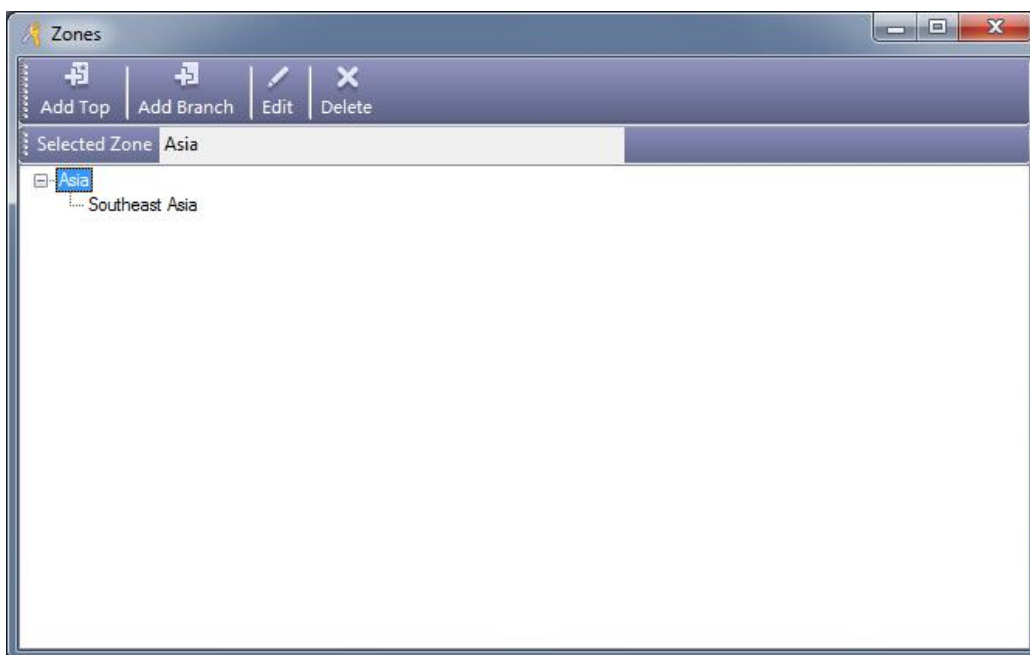 Zones
Add Top Add Branch Edit Delete
Selected Zone Asia
Asia
Southeast Asia